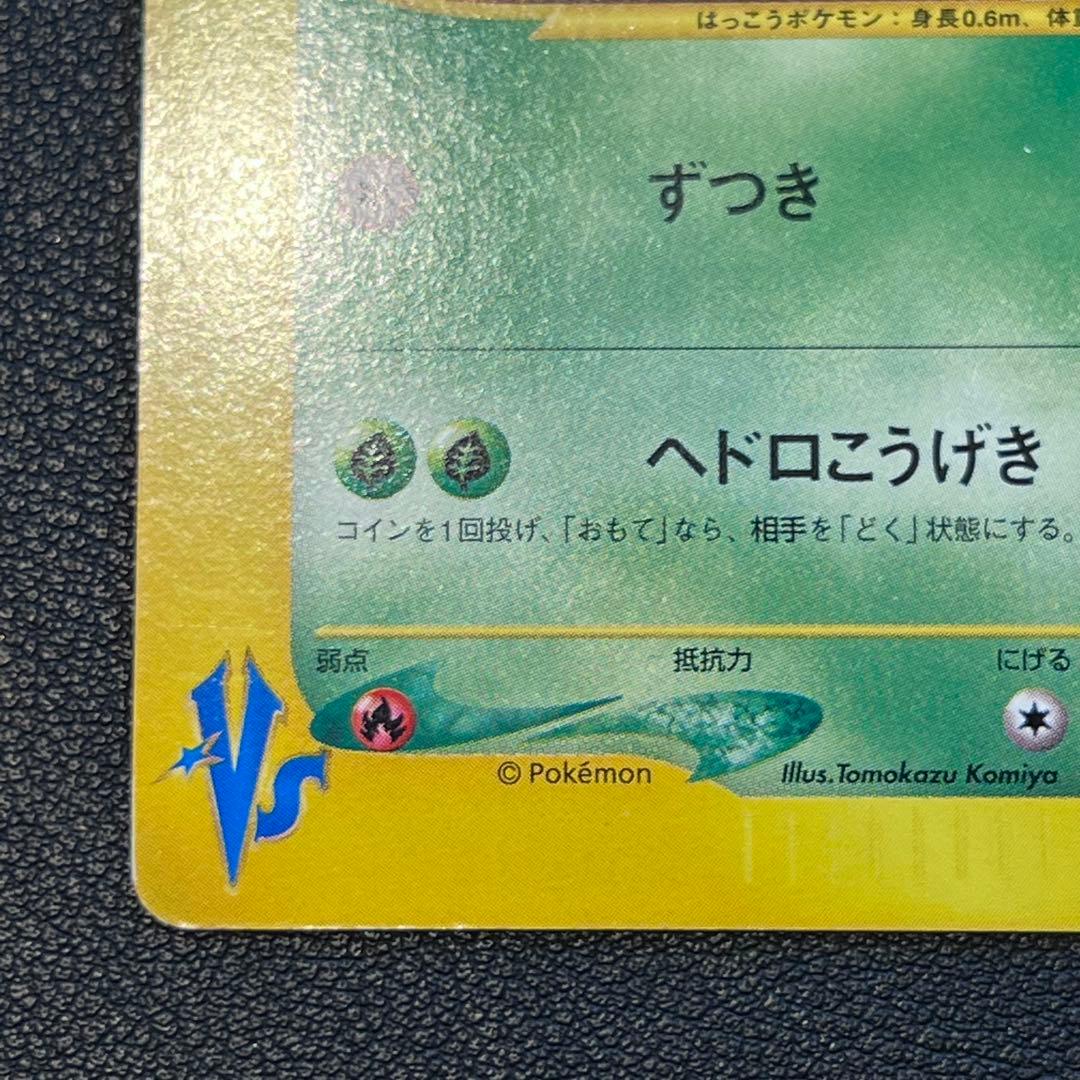 はっこうポケモン：身長0.6m、体
ずつき
ヘドロこうげき
コインを1回投げ、「おもて」なら、相手を「どく」状態にする。
弱点 抵抗力 にげる
© Pokémon Illus.Tomokazu Komiya
VS